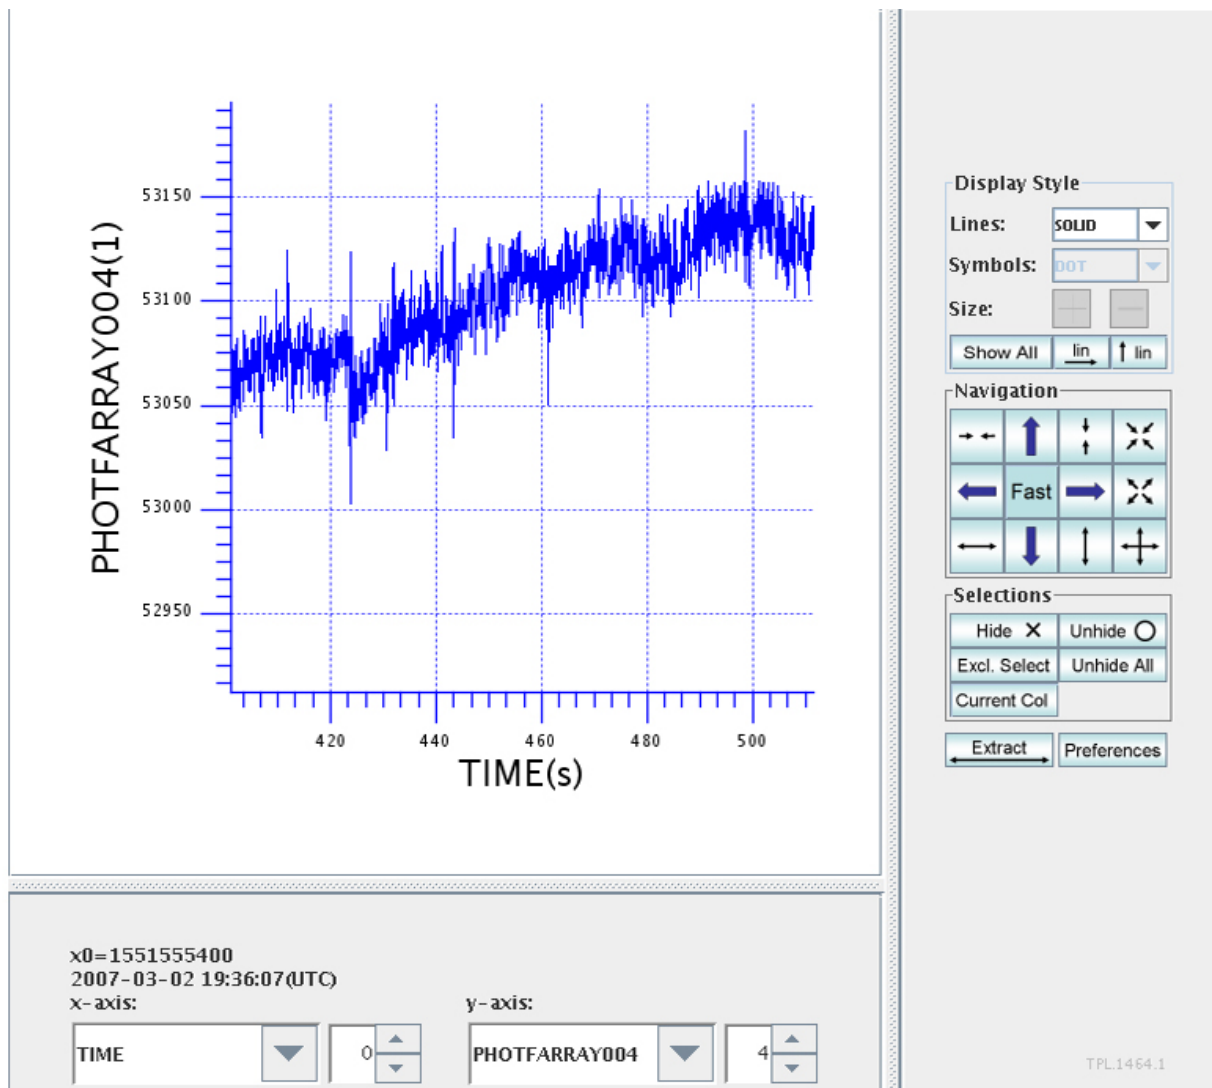 PHOTFARRAY004(1)
53150
53100
53050
53000
52950
420 440 460 480 500
TIME(s)
Display Style
Lines: SOLID
Symbols: DOT
Size:
Show All lin lin
Navigation
Fast
Selections
Hide Unhide
Excl. Select Unhide All
Current Col
Extract Preferences
x0=1551555400
2007-03-02 19:36:07(UTC)
x-axis: y-axis:
TIME 0 PHOTFARRAY004 4
TPL.1464.1